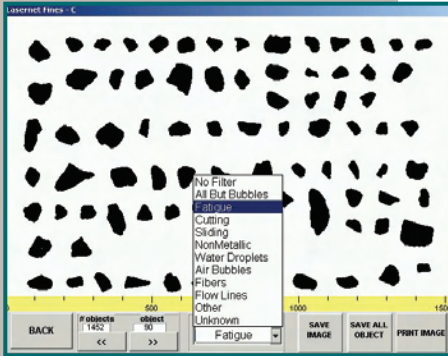 Lasernet Fines - C
No Filter
All But Bubbles
Fatigue
Cutting
Sliding
NonMetallic
Water Droplets
Air Bubbles
Fibers
Flow Lines
Other
Unknown
500
1000
1500
BACK
# objects
1452
<<
object
90
>>
Fatigue
SAVE
IMAGE
SAVE ALL
OBJECT
PRINT IMAGE